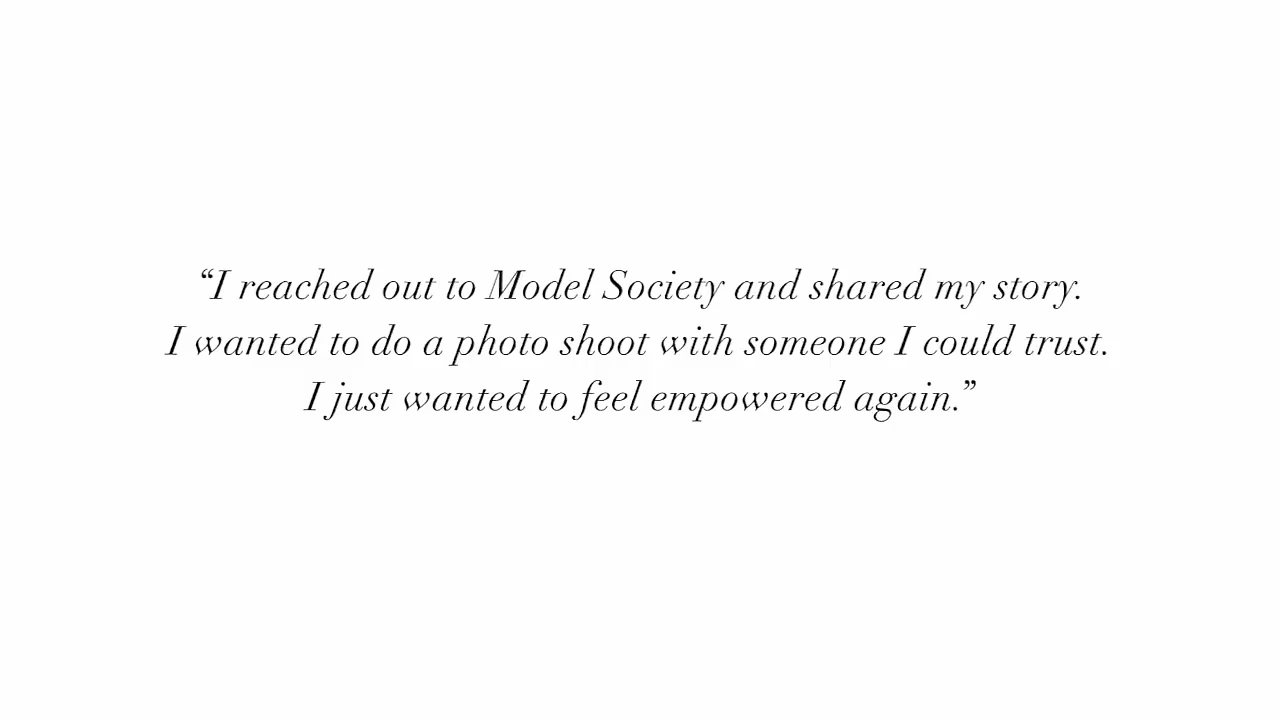 “I reached out to Model Society and shared my story.
I wanted to do a photo shoot with someone I could trust.
I just wanted to feel empowered again.”